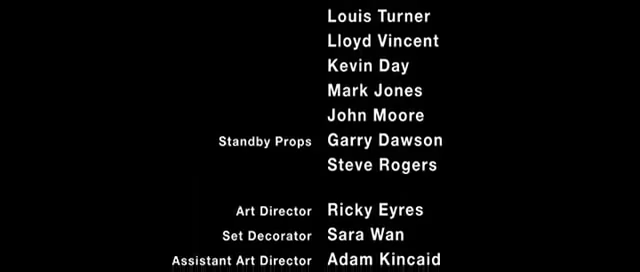 Louis Turner
Lloyd Vincent
Kevin Day
Mark Jones
John Moore
Standby Props Garry Dawson
Steve Rogers
Art Director Ricky Eyres
Set Decorator Sara Wan
Assistant Art Director Adam Kincaid